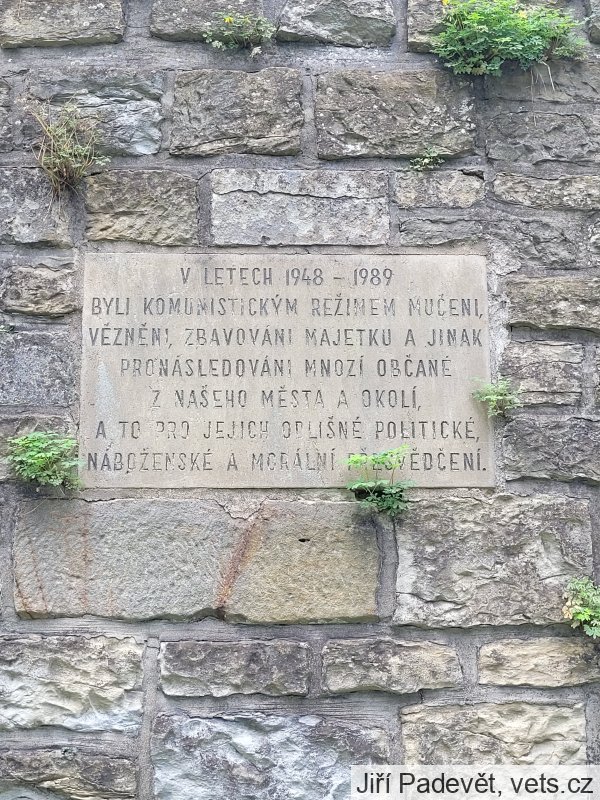 V LETECH 1948 - 1989
BYLI KOMUNISTICKÝM REŽIMEM MUČENI,
VĚZNĚNI, ZBAVOVÁNI MAJETKU A JINAK
PRONÁSLEDOVÁNI MNOZÍ OBČANÉ
Z NAŠEHO MĚSTA A OKOLÍ,
A TO PRO JEJICH ODLIŠNÉ POLITICKÉ,
NÁBOŽENSKÉ A MORÁLNÍ PŘESVĚDČENÍ.
Jiří Padevět, vets.cz